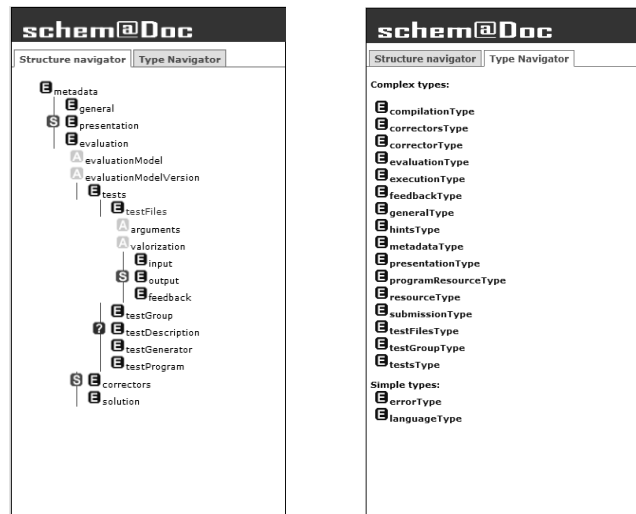 schem@Doc
Structure navigator Type Navigator
E metadata
E general
S E presentation
E evaluation
A evaluationModel
A evaluationModelVersion
E tests
E testFiles
A arguments
A valorization
E input
S E output
E feedback
E testGroup
? E testDescription
E testGenerator
E testProgram
S E correctors
E solution
schem@Doc
Structure navigator Type Navigator
Complex types:
E compilationType
E correctorsType
E correctorType
E evaluationType
E executionType
E feedbackType
E generalType
E hintsType
E metadataType
E presentationType
E programResourceType
E resourceType
E submissionType
E testFilesType
E testGroupType
E testsType
Simple types:
E errorType
E languageType